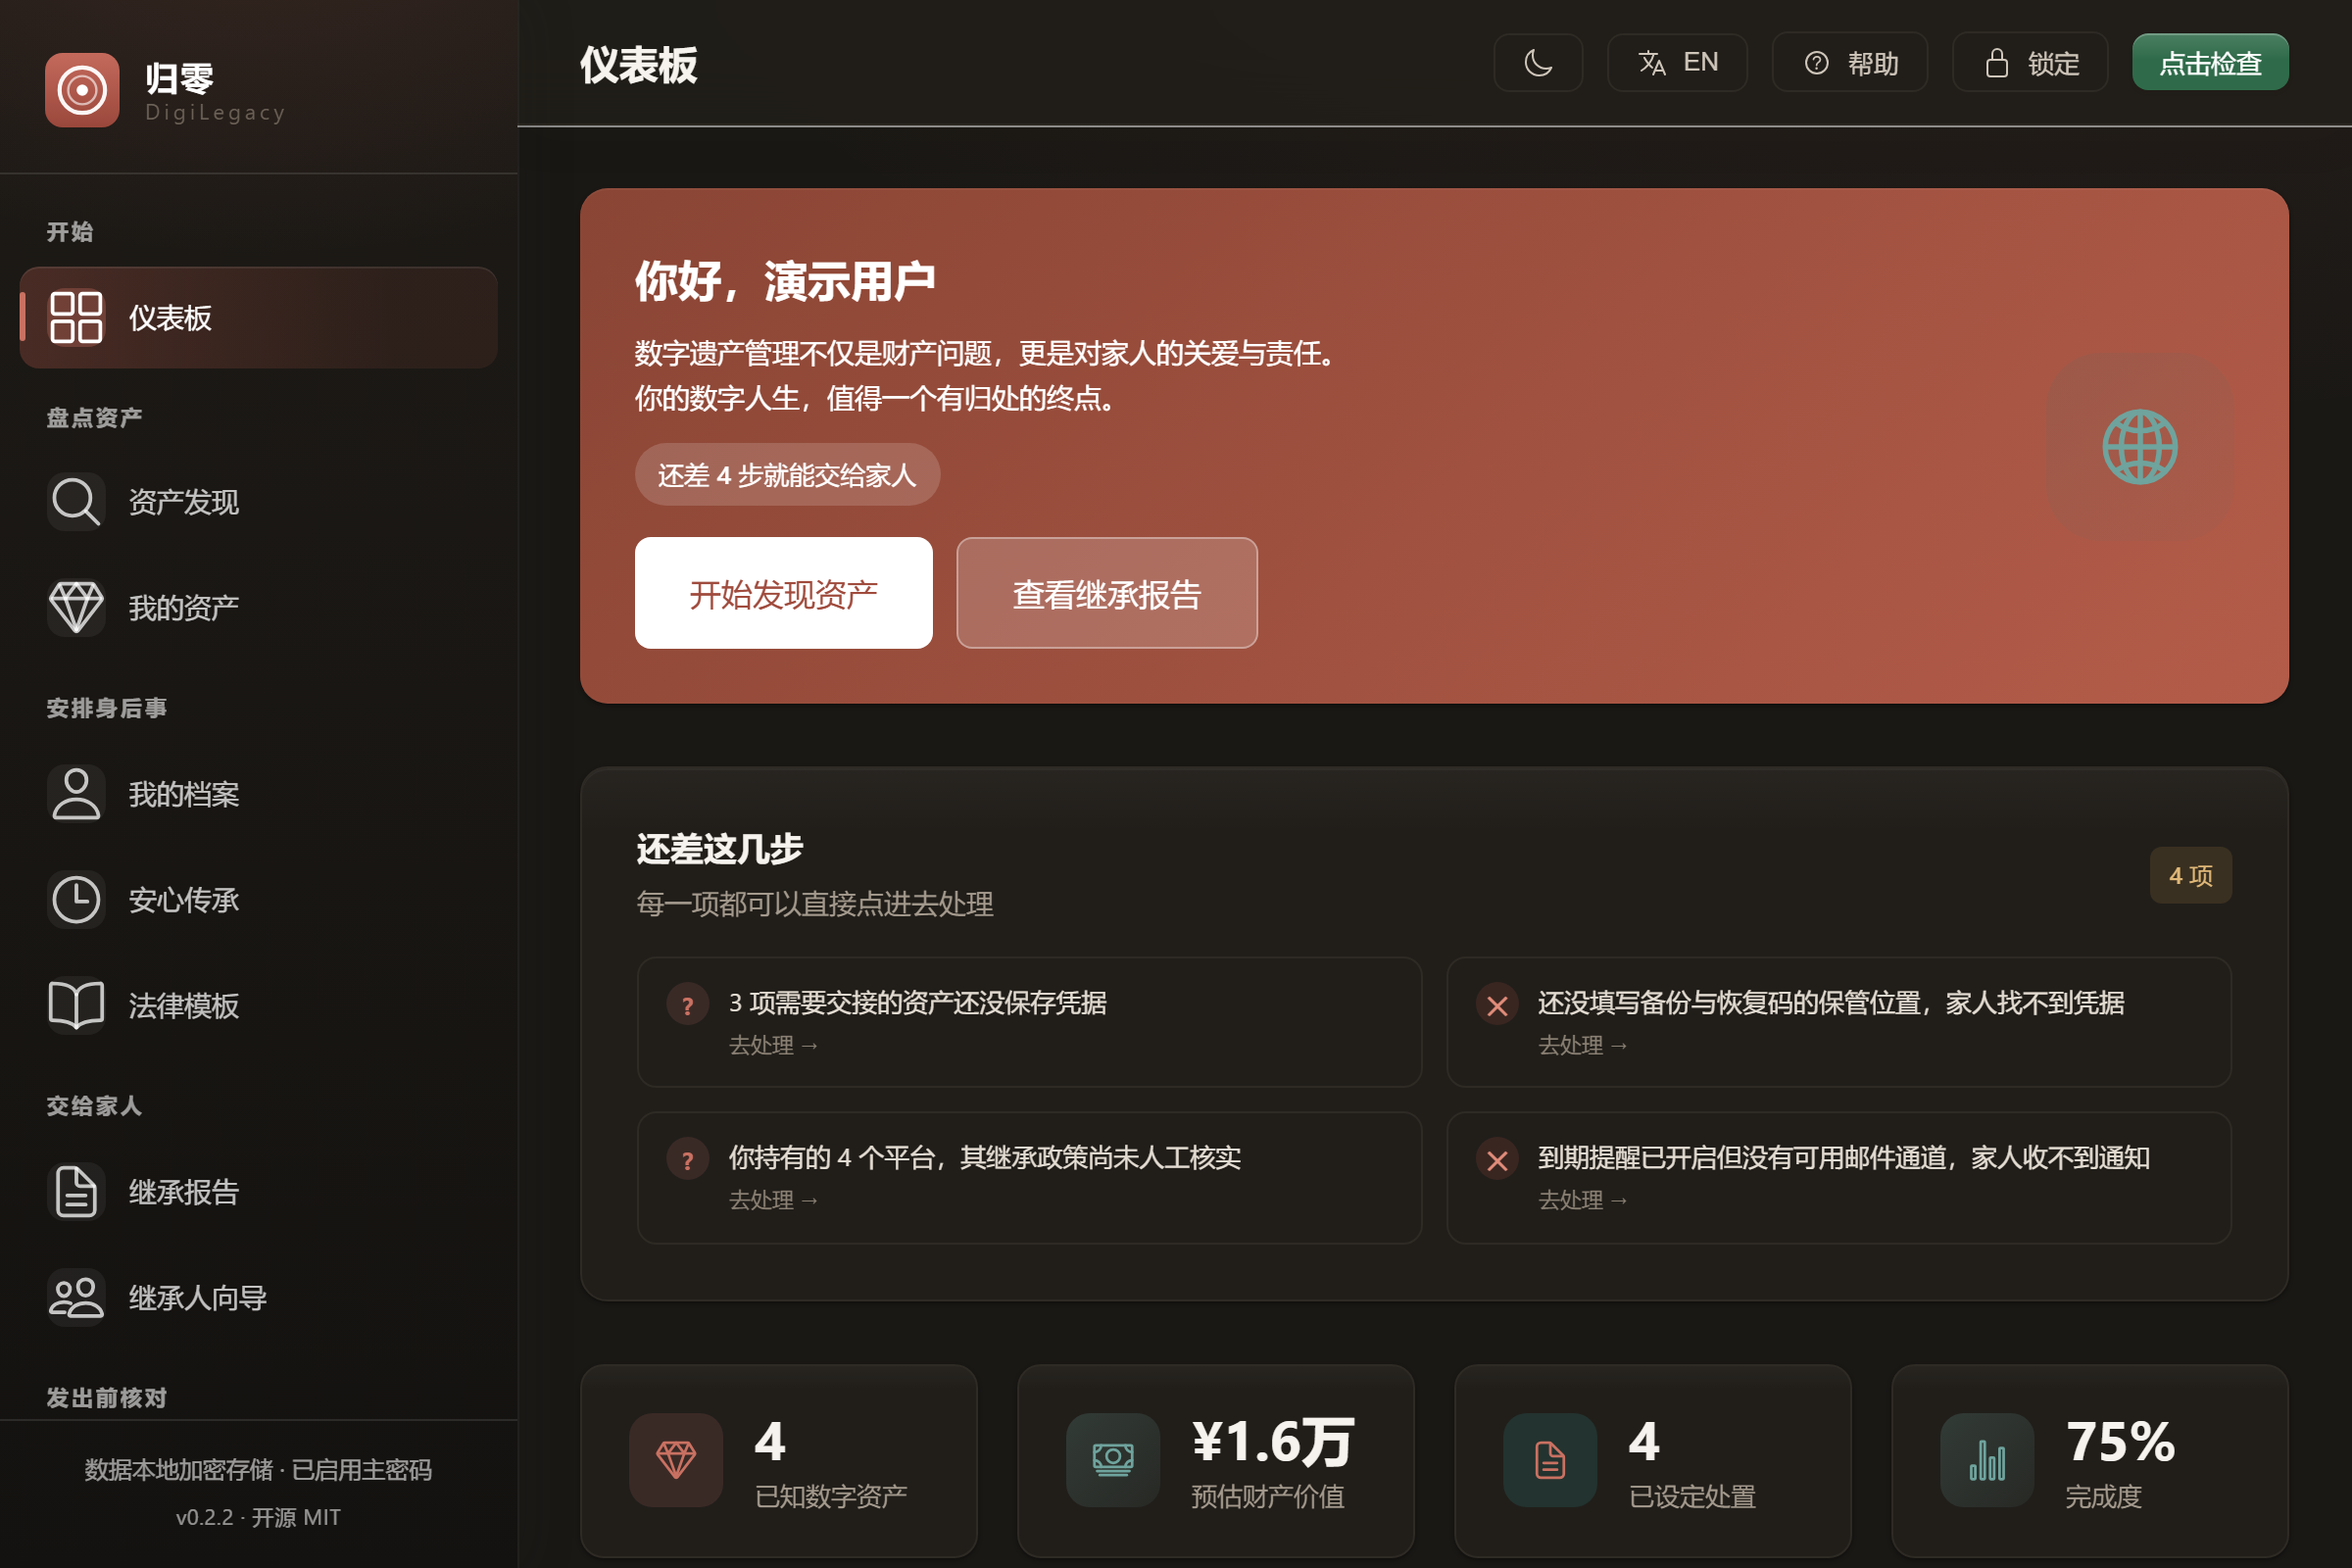 归零
DigiLegacy
开始
仪表板
盘点资产
资产发现
我的资产
安排身后事
我的档案
安心传承
法律模板
交给家人
继承报告
继承人向导
发出前核对
数据本地加密存储 · 已启用主密码
v0.2.2 · 开源 MIT
仪表板
EN
帮助
锁定
点击检查
你好，演示用户
数字遗产管理不仅是财产问题，更是对家人的关爱与责任。
你的数字人生，值得一个有归处的终点。
还差 4 步就能交给家人
开始发现资产
查看继承报告
还差这几步
每一项都可以直接点进去处理
4 项
3 项需要交接的资产还没保存凭据
去处理 →
还没填写备份与恢复码的保管位置，家人找不到凭据
去处理 →
你持有的 4 个平台，其继承政策尚未人工核实
去处理 →
到期提醒已开启但没有可用邮件通道，家人收不到通知
去处理 →
4
已知数字资产
¥1.6万
预估财产价值
4
已设定处置
75%
完成度